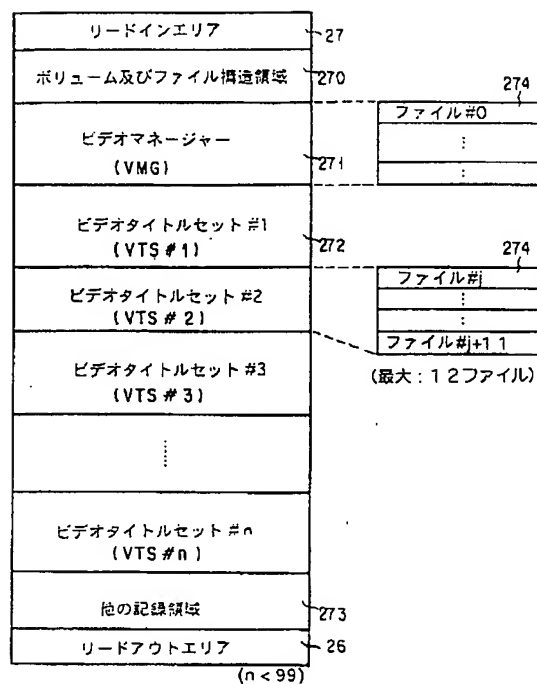 リードインエリア
27
ボリューム及びファイル構造領域
270
274
ファイル#0
ビデオマネージャー
(VMG)
271
ビデオタイトルセット #1
(VTS #1)
272
274
ビデオタイトルセット #2
(VTS #2)
ファイル#j
ファイル#j+11
(最大:12ファイル)
ビデオタイトルセット #3
(VTS #3)
ビデオタイトルセット #n
(VTS #n)
他の記録領域
273
リードアウトエリア
26
(n<99)